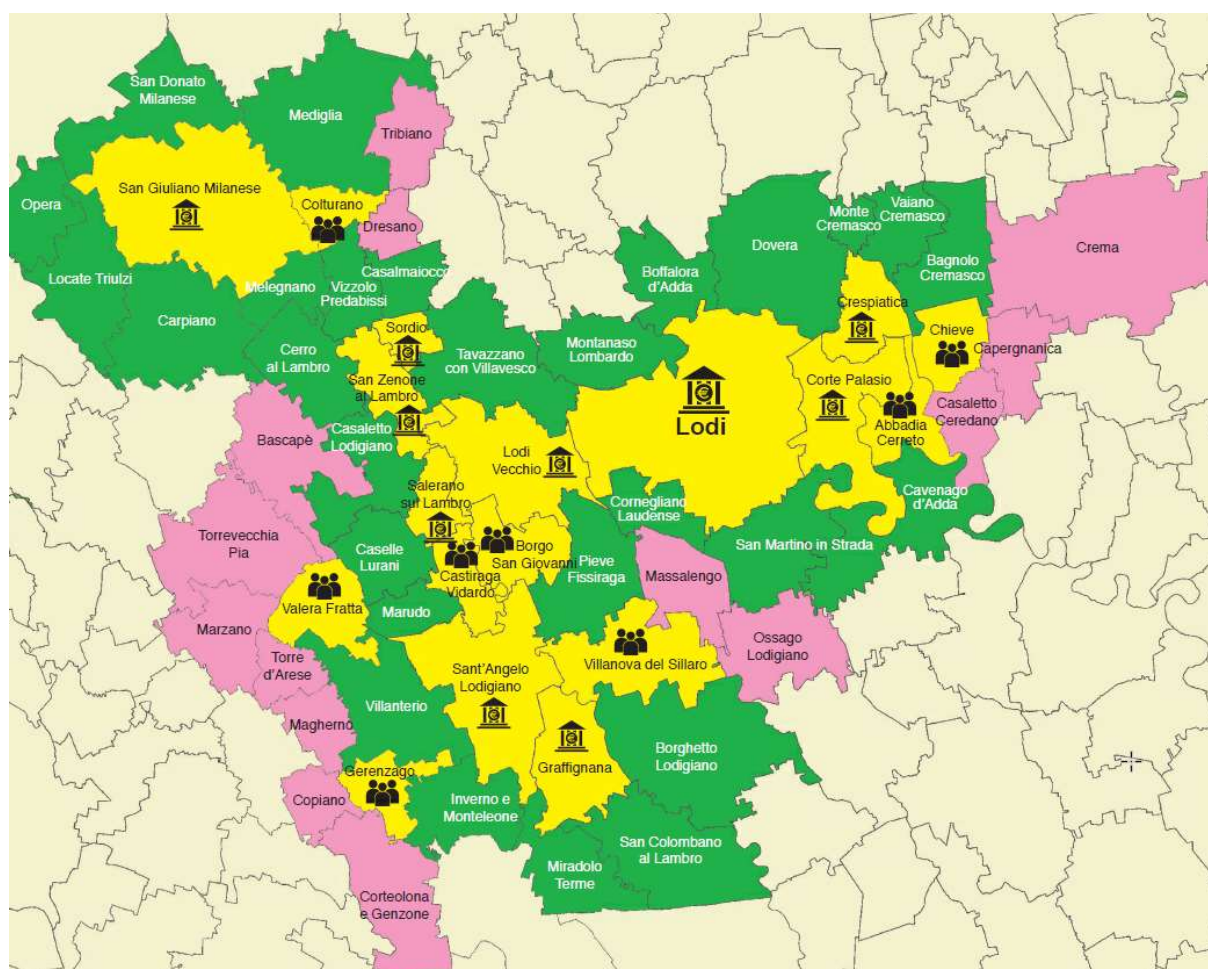 San Donato
Milanese
Mediglia
Tribiano
San Giuliano Milanese
Colturano
Opera
Dresano
Monte
Cremasco
Vaiano
Cremasco
Dovera
Crema
Locate Triulzi
Casalmaiocco
Boffalora
d'Adda
Bagnolo
Cremasco
Melegnano
Vizzolo
Predabissi
Crespiatica
Carpiano
Sordio
Chieve
Cerro
al Lambro
Tavazzano
con Villavesco
Montanaso
Lombardo
Capergnanica
San Zenone
al Lambro
Corte Palasio
Casaletto
Ceredano
Lodi
Abbadia
Cerreto
Bascapè
Casaletto
Lodigiano
Lodi
Vecchio
Salerano
sul Lambro
Cornegliano
Laudense
Cavenago
d'Adda
Torrevecchia
Pia
Caselle
Lurani
Borgo
San Giovanni
San Martino in Strada
Pieve
Fissiraga
Castiraga
Vidardo
Massalengo
Valera Fratta
Marudo
Marzano
Ossago
Lodigiano
Torre
d'Arese
Sant'Angelo
Lodigiano
Villanova del Sillaro
Villanterio
Magherno
Borghetto
Lodigiano
Gerenzago
Graffignana
Copiano
Inverno e
Monteleone
San Colombano
al Lambro
Miradolo
Terme
Corteolona
e Genzone